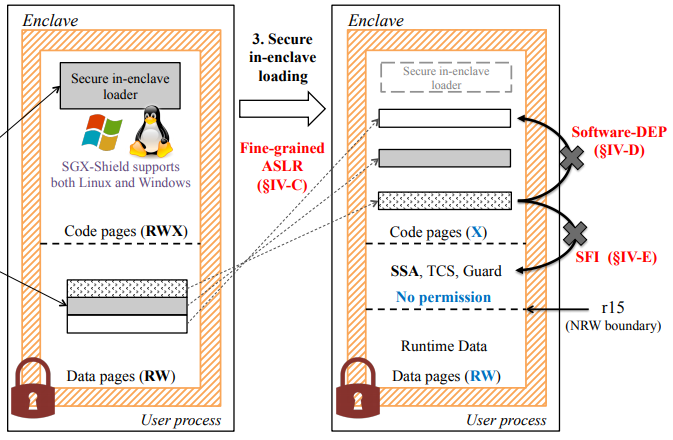 Enclave
Secure in-enclave
loader
SGX-Shield supports
both Linux and Windows
Code pages (RWX)
Data pages (RW)
User process
3. Secure
in-enclave
loading
Fine-grained
ASLR
(§IV-C)
Enclave
Secure in-enclave
loader
Code pages (X)
SSA, TCS, Guard
No permission
Runtime Data
Data pages (RW)
User process
Software-DEP
(§IV-D)
SFI (§IV-E)
r15
(NRW boundary)